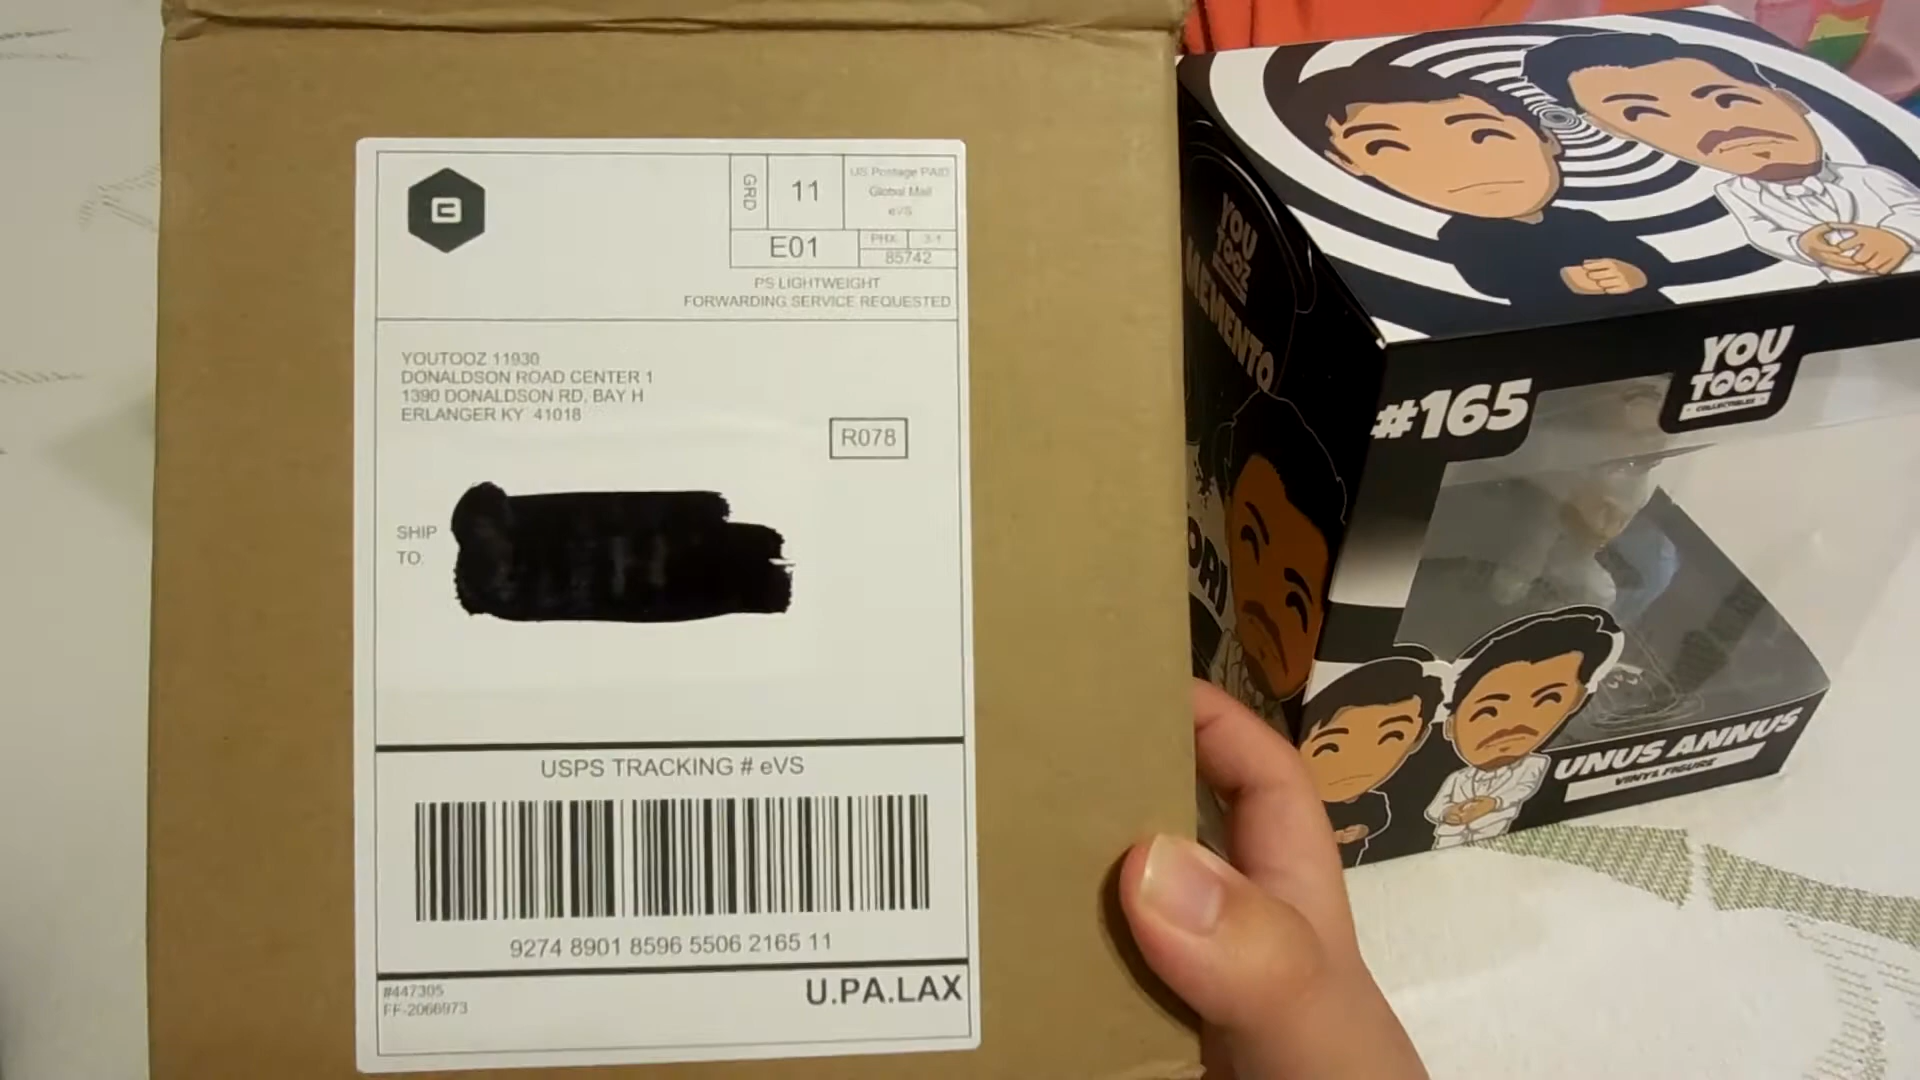 GRD
11
US Postage PAID
Global Mail
eVS
E01
PHX
3.1
85742
PS LIGHTWEIGHT
FORWARDING SERVICE REQUESTED
YOUTOOZ 11930
DONALDSON ROAD CENTER 1
1390 DONALDSON RD, BAY H
ERLANGER KY 41018
R078
SHIP
TO:
USPS TRACKING # eVS
9274 8901 8596 5506 2165 11
#447305
FF-2066973
U.PA.LAX
YOU
TOOZ
MEMENTO
ORI
#165
YOU
TOOZ
COLLECTIBLES
UNUS ANNUS
VINYL FIGURE